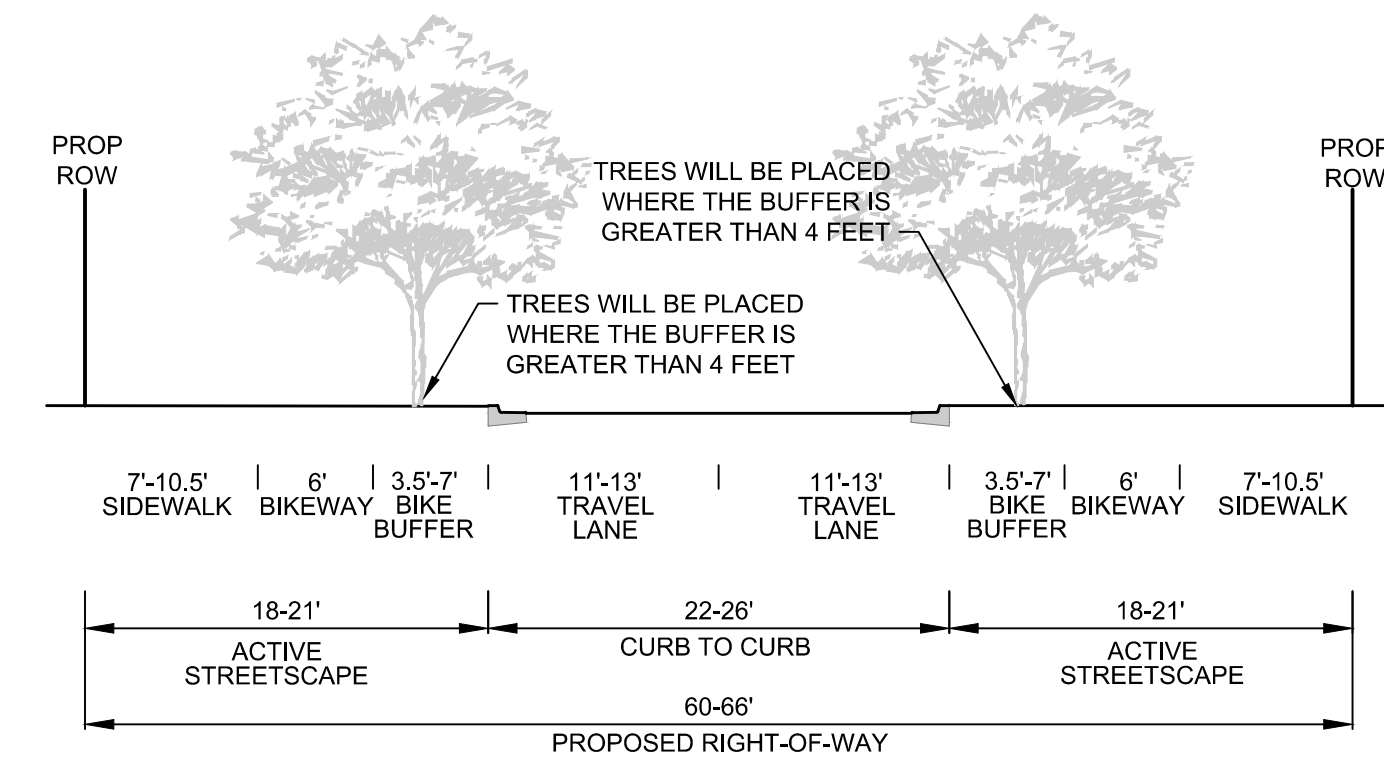 PROP
ROW
PROP
ROW
TREES WILL BE PLACED
WHERE THE BUFFER IS
GREATER THAN 4 FEET
TREES WILL BE PLACED
WHERE THE BUFFER IS
GREATER THAN 4 FEET
7'-10.5'
SIDEWALK
6'
BIKEWAY
3.5'-7'
BIKE
BUFFER
11'-13'
TRAVEL
LANE
11'-13'
TRAVEL
LANE
3.5'-7'
BIKE
BUFFER
6'
BIKEWAY
7'-10.5'
SIDEWALK
18-21'
ACTIVE
STREETSCAPE
22-26'
CURB TO CURB
18-21'
ACTIVE
STREETSCAPE
60-66'
PROPOSED RIGHT-OF-WAY